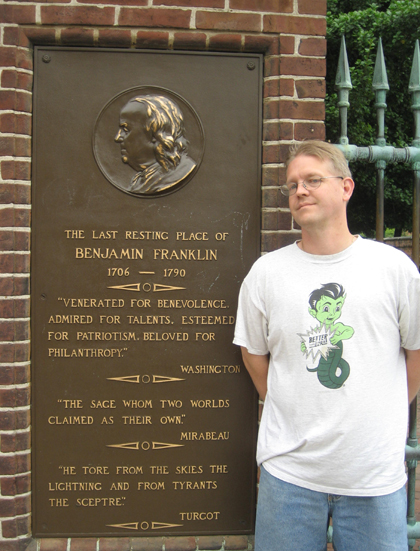 THE LAST RESTING PLACE OF
BENJAMIN FRANKLIN
1706 — 1790
"VENERATED FOR BENEVOLENCE,
ADMIRED FOR TALENTS, ESTEEMED
FOR PATRIOTISM, BELOVED FOR
PHILANTHROPY."
WASHINGTON
"THE SAGE WHOM TWO WORLDS
CLAIMED AS THEIR OWN."
MIRABEAU
"HE TORE FROM THE SKIES THE
LIGHTNING AND FROM TYRANTS
THE SCEPTRE."
TURGOT
BETTER